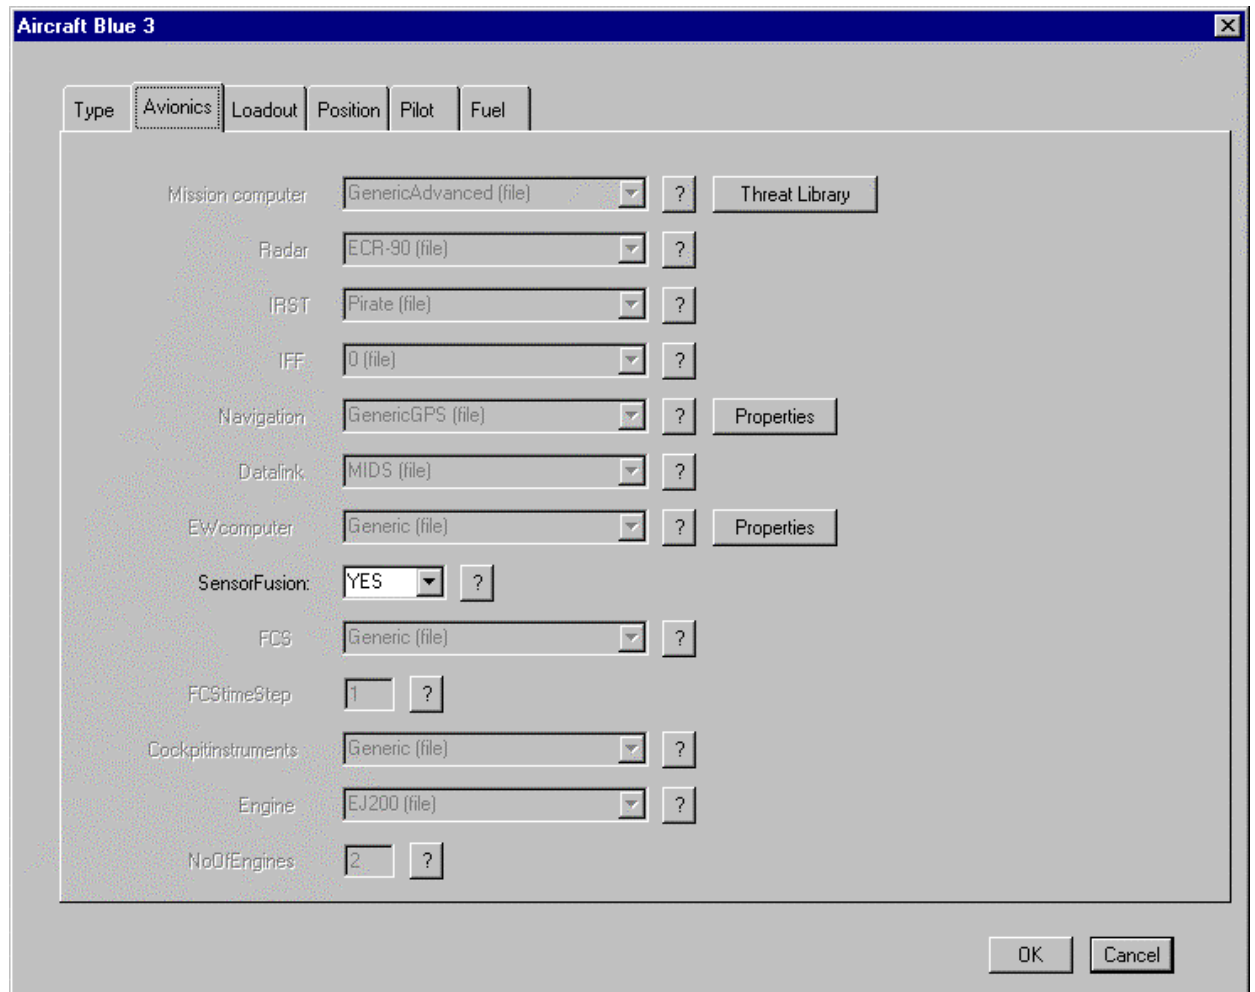 Aircraft Blue 3
Type Avionics Loadout Position Pilot Fuel
Mission computer GenericAdvanced (file) ? Threat Library
Radar ECR-90 (file) ?
IRST Pirate (file) ?
IFF 0 (file) ?
Navigation GenericGPS (file) ? Properties
Datalink MIDS (file) ?
EWcomputer Generic (file) ? Properties
SensorFusion: YES ?
FCS Generic (file) ?
FCStimeStep 1 ?
Cockpitinstruments Generic (file) ?
Engine EJ200 (file) ?
NoOfEngines 2 ?
OK Cancel